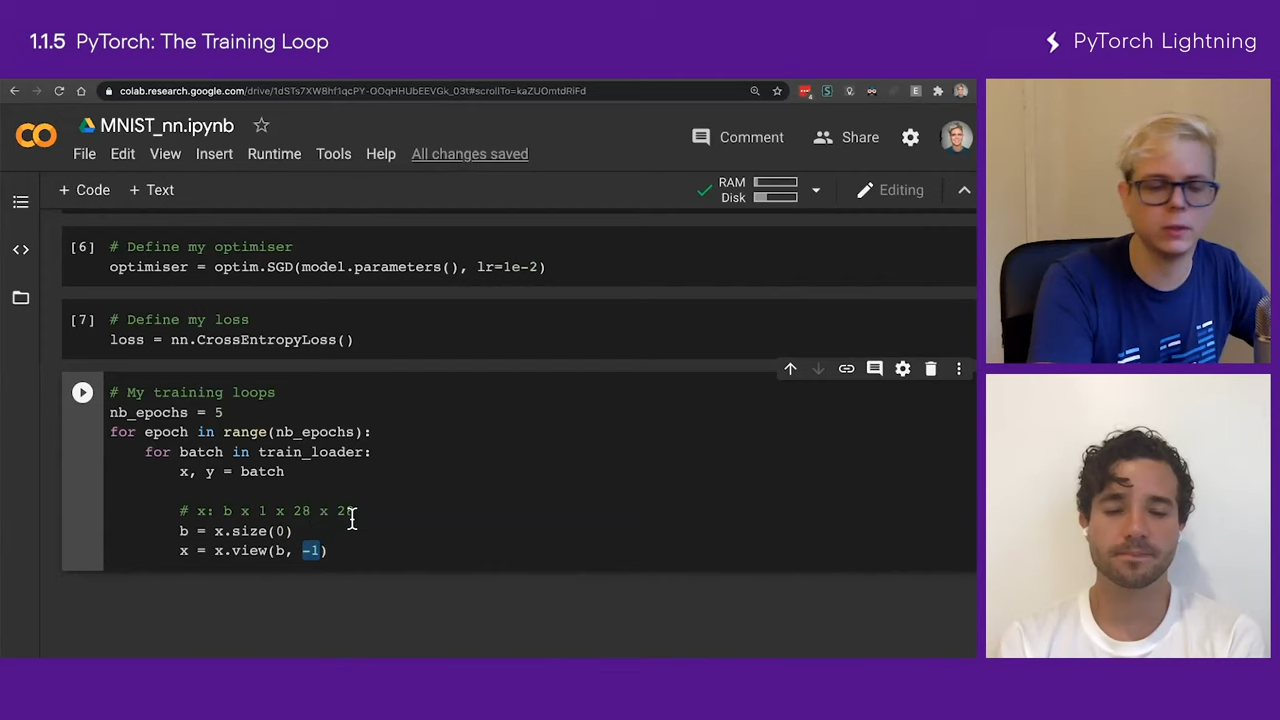 1.1.5 PyTorch: The Training Loop
PyTorch Lightning
colab.research.google.com/drive/1dSTs7XW8hf1qcPY-OOqHHUbEEVGk_03t#scrollTo=kaZUOmtdRiFd
MNIST_nn.ipynb
Comment
Share
File Edit View Insert Runtime Tools Help All changes saved
+ Code + Text
RAM
Disk
Editing
[6] # Define my optimiser
optimiser = optim.SGD(model.parameters(), lr=1e-2)
[7] # Define my loss
loss = nn.CrossEntropyLoss()
# My training loops
nb_epochs = 5
for epoch in range(nb_epochs):
for batch in train_loader:
x, y = batch
# x: b x 1 x 28 x 28
b = x.size(0)
x = x.view(b, -1)